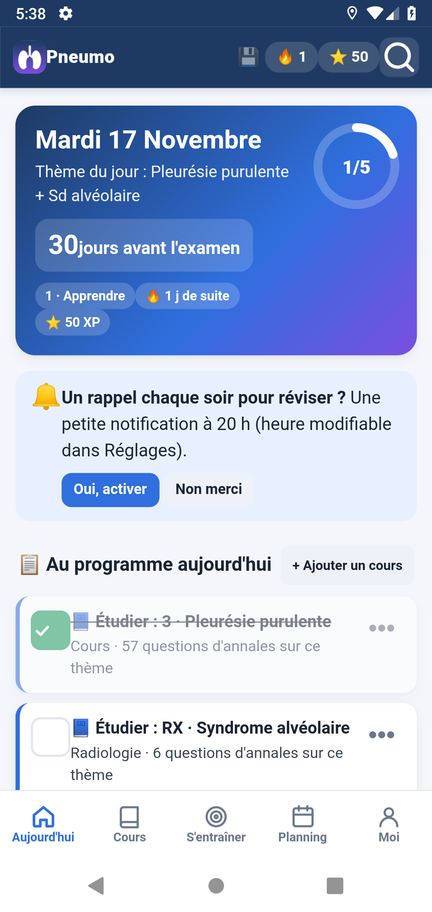 5:38
Pneumo
💾 🔥 1 ⭐ 50
Mardi 17 Novembre
Thème du jour : Pleurésie purulente
+ Sd alvéolaire
1/5
30jours avant l'examen
1 · Apprendre 🔥 1 j de suite
⭐ 50 XP
🔔 Un rappel chaque soir pour réviser ? Une
petite notification à 20 h (heure modifiable
dans Réglages).
Oui, activer Non merci
📋 Au programme aujourd'hui + Ajouter un cours
📘 Étudier : 3 · Pleurésie purulente
Cours · 57 questions d'annales sur ce
thème
📘 Étudier : RX · Syndrome alvéolaire
Radiologie · 6 questions d'annales sur ce
thème
Aujourd'hui Cours S'entraîner Planning Moi